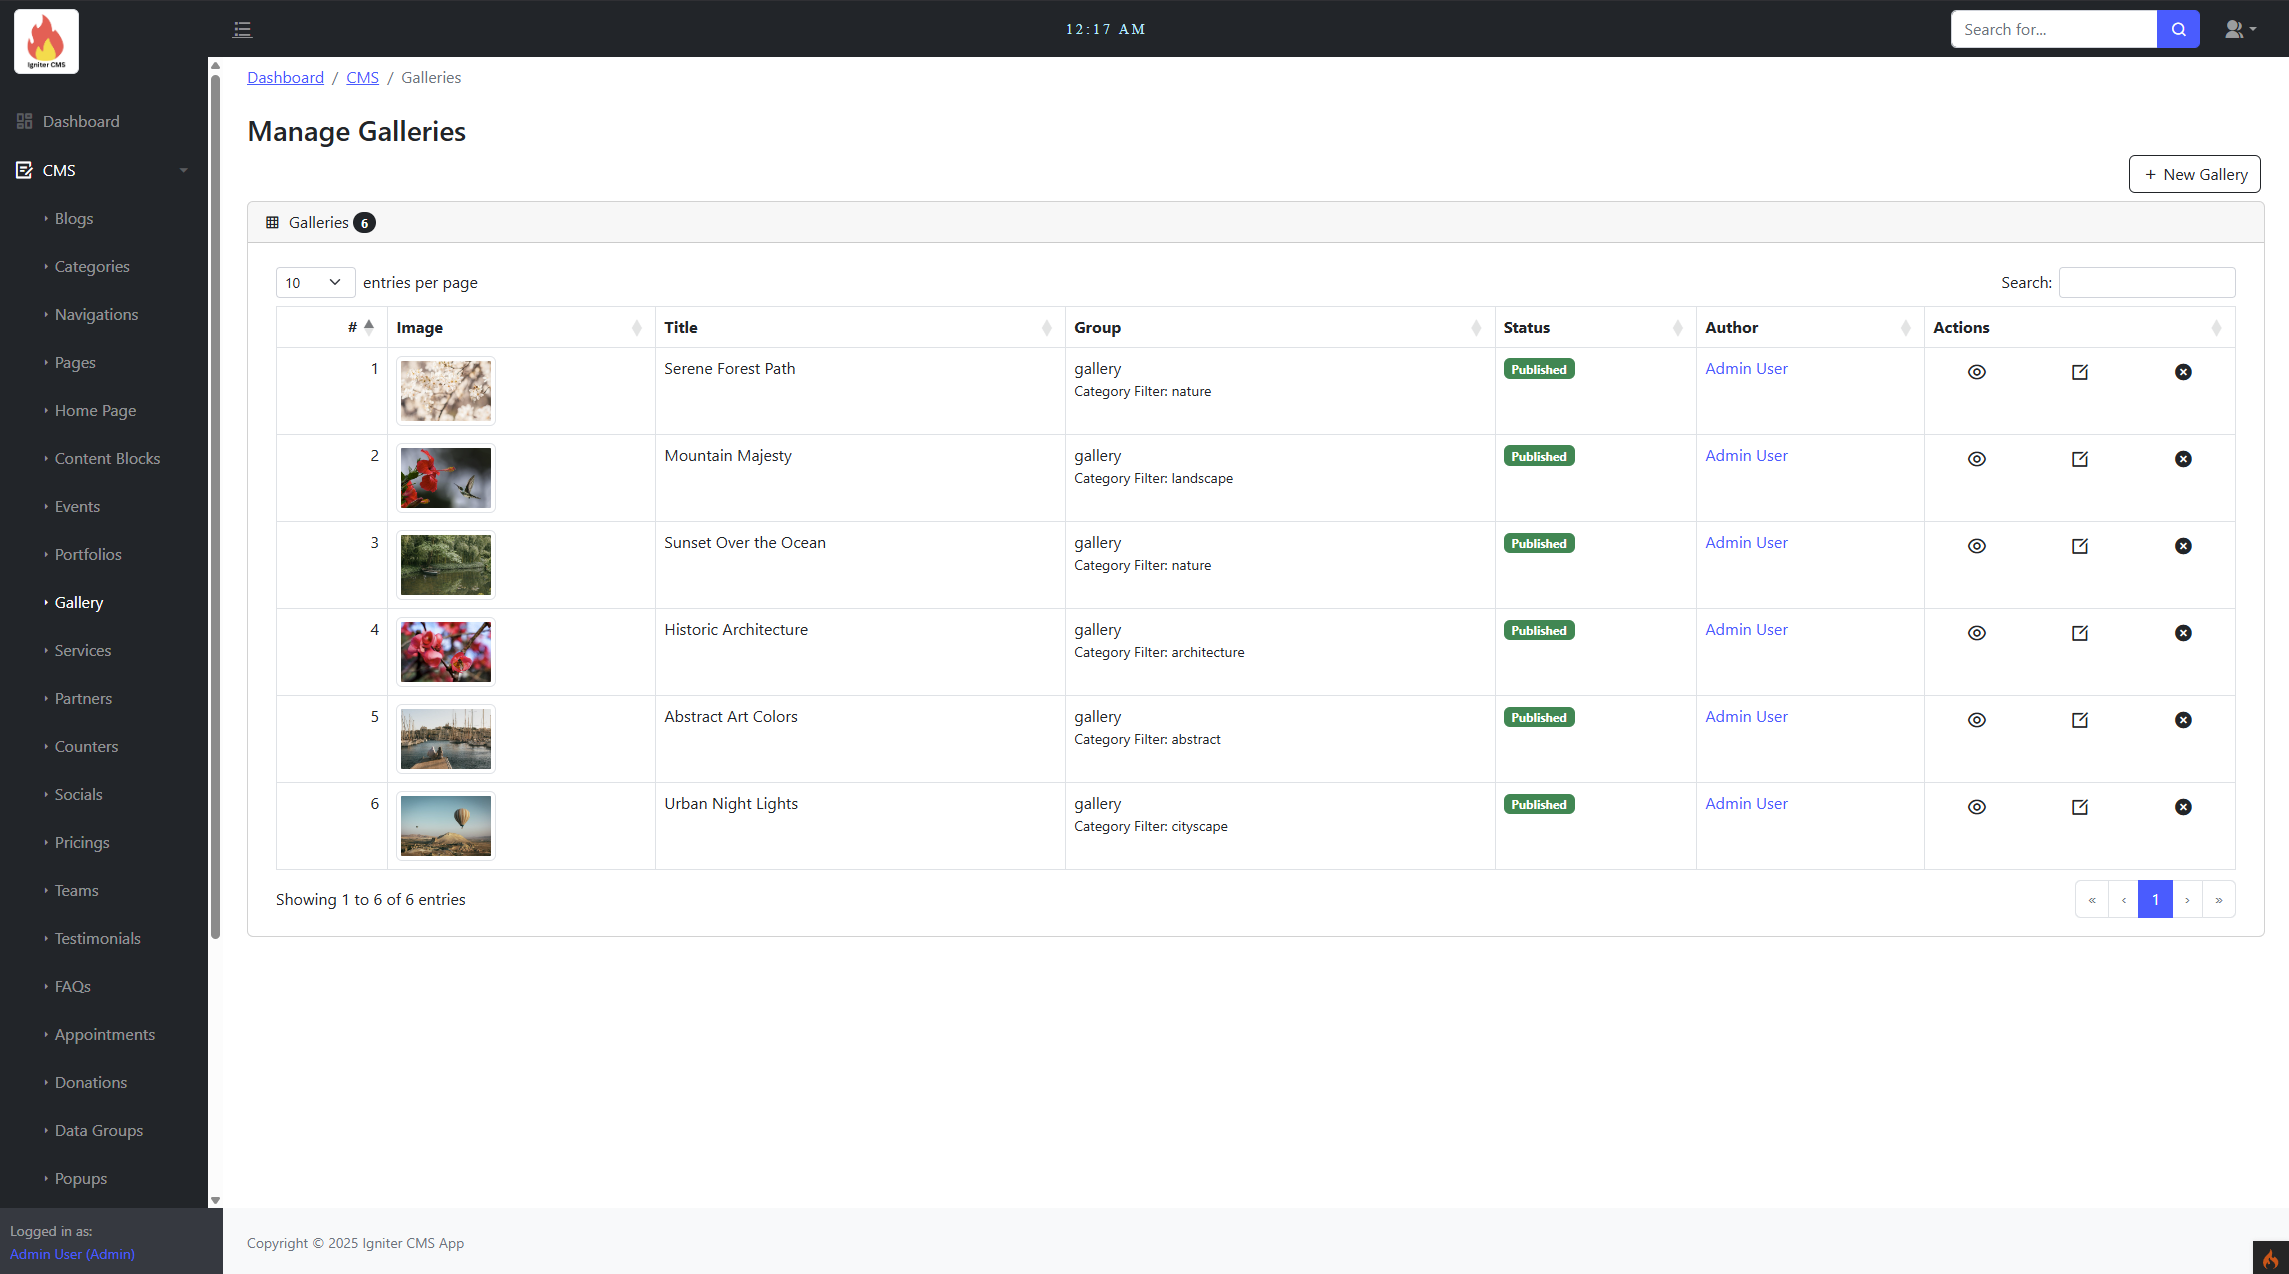 Igniter CMS
12:17 AM
Search for...
Dashboard
CMS
Blogs
Categories
Navigations
Pages
Home Page
Content Blocks
Events
Portfolios
Gallery
Services
Partners
Counters
Socials
Pricings
Teams
Testimonials
FAQs
Appointments
Donations
Data Groups
Popups
Logged in as:
Admin User (Admin)
Dashboard / CMS / Galleries
Manage Galleries
+ New Gallery
Galleries 6
10 entries per page
Search:
# Image Title Group Status Author Actions
1 Serene Forest Path gallery Published Admin User
Category Filter: nature
2 Mountain Majesty gallery Published Admin User
Category Filter: landscape
3 Sunset Over the Ocean gallery Published Admin User
Category Filter: nature
4 Historic Architecture gallery Published Admin User
Category Filter: architecture
5 Abstract Art Colors gallery Published Admin User
Category Filter: abstract
6 Urban Night Lights gallery Published Admin User
Category Filter: cityscape
Showing 1 to 6 of 6 entries
« ‹ 1 › »
Copyright © 2025 Igniter CMS App